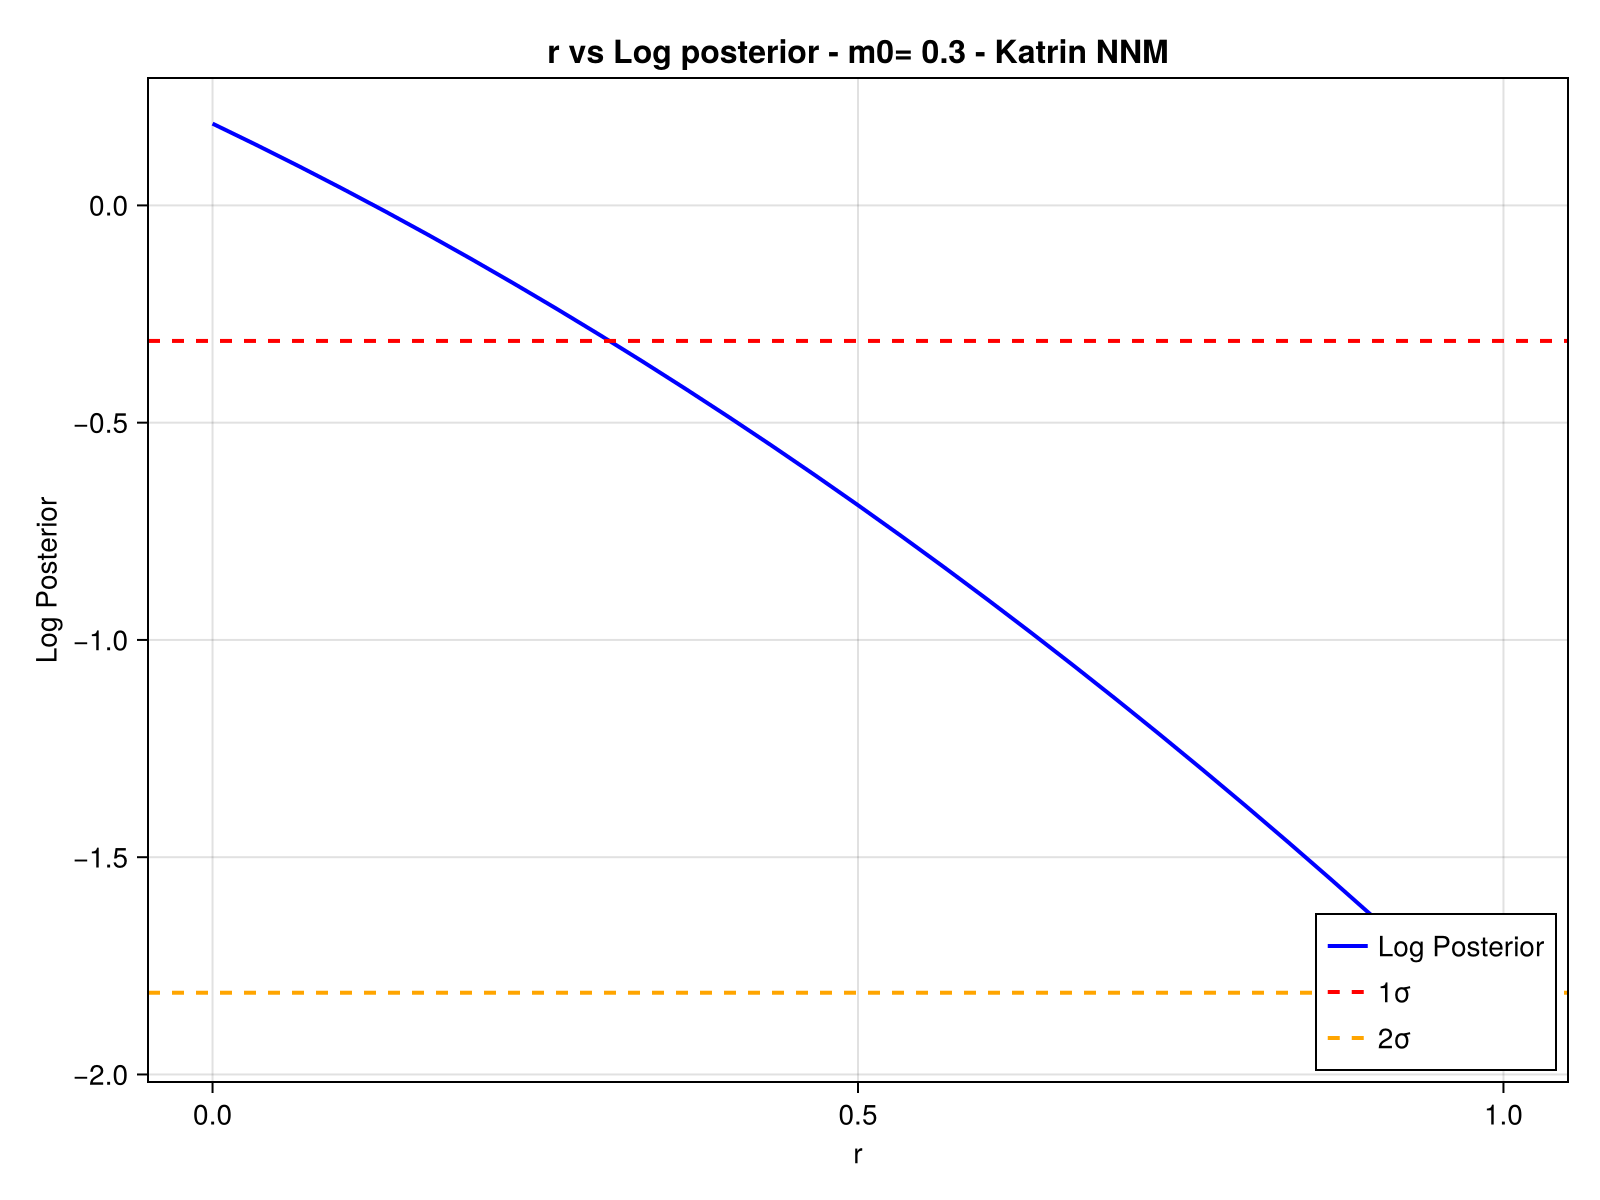 r vs Log posterior - m0= 0.3 - Katrin NNM
Log Posterior
0.0
−0.5
−1.0
−1.5
−2.0
0.0
0.5
1.0
r
Log Posterior
1σ
2σ